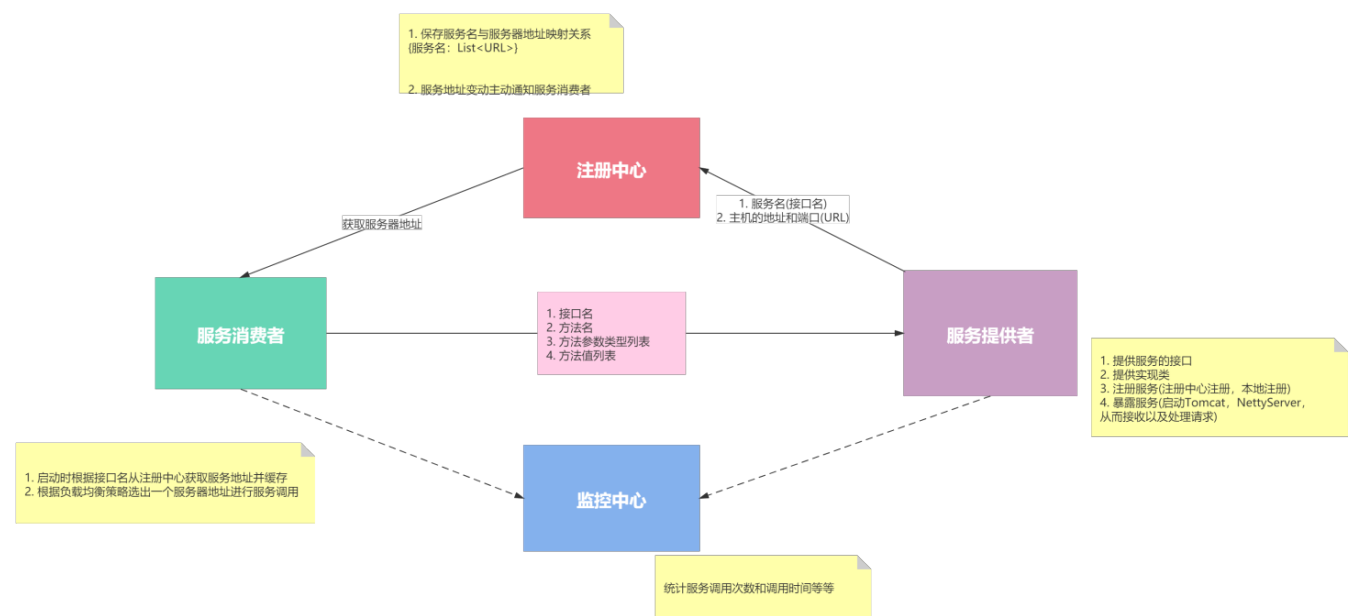 1. 保存服务名与服务器地址映射关系
{服务名：List<URL>}
2. 服务地址变动主动通知服务消费者
注册中心
获取服务器地址
1. 服务名(接口名)
2. 主机的地址和端口(URL)
服务消费者
1. 接口名
2. 方法名
3. 方法参数类型列表
4. 方法值列表
服务提供者
1. 提供服务的接口
2. 提供实现类
3. 注册服务(注册中心注册，本地注册)
4. 暴露服务(启动Tomcat，NettyServer，
从而接收以及处理请求)
1. 启动时根据接口名从注册中心获取服务地址并缓存
2. 根据负载均衡策略选出一个服务器地址进行服务调用
监控中心
统计服务调用次数和调用时间等等